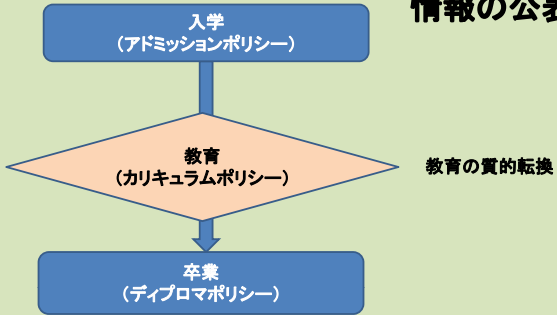 情報の公表
入学
(アドミッションポリシー)
教育
(カリキュラムポリシー)
教育の質的転換
卒業
(ディプロマポリシー)